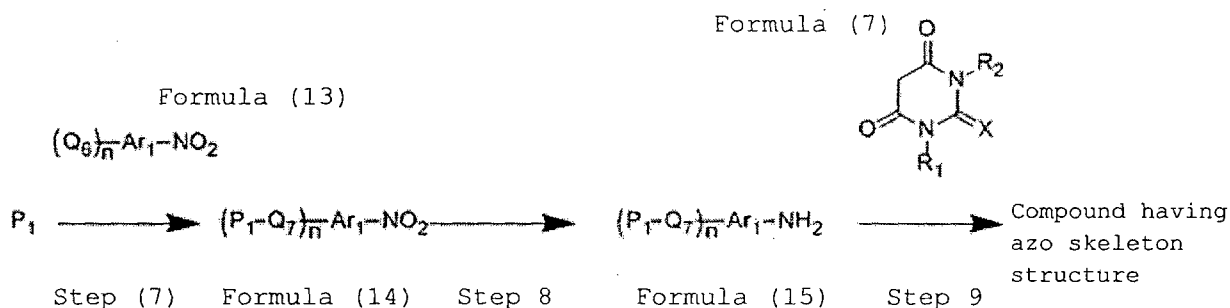 Formula (7)
O
N
R2
O
N
X
R1
Formula (13)
(Q6)n—Ar1—NO2
P1
(P1-Q7)n—Ar1—NO2
(P1-Q7)n—Ar1—NH2
Compound having
azo skeleton
structure
Step (7) Formula (14) Step 8 Formula (15) Step 9